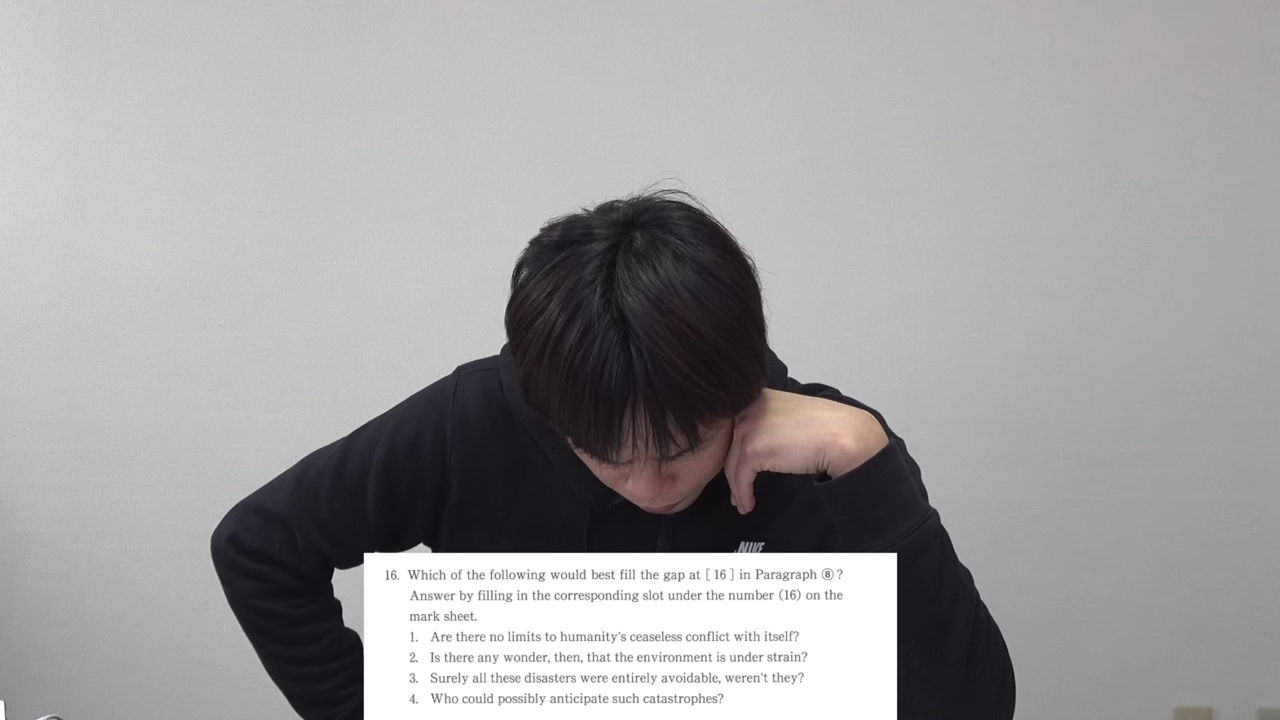 NIKE
16. Which of the following would best fill the gap at [ 16 ] in Paragraph ⑧?
Answer by filling in the corresponding slot under the number (16) on the
mark sheet.
1. Are there no limits to humanity's ceaseless conflict with itself?
2. Is there any wonder, then, that the environment is under strain?
3. Surely all these disasters were entirely avoidable, weren't they?
4. Who could possibly anticipate such catastrophes?